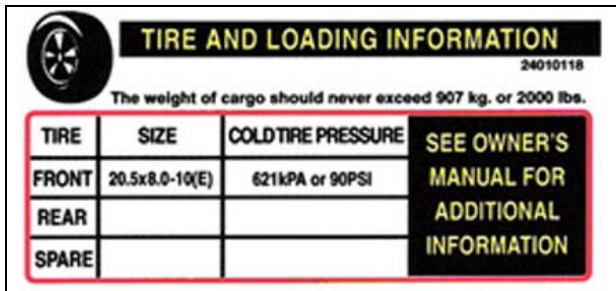 TIRE AND LOADING INFORMATION
24010118
The weight of cargo should never exceed 907 kg. or 2000 lbs.
TIRE SIZE COLD TIRE PRESSURE
FRONT 20.5x8.0-10(E) 621kPA or 90PSI
REAR
SPARE
SEE OWNER'S
MANUAL FOR
ADDITIONAL
INFORMATION